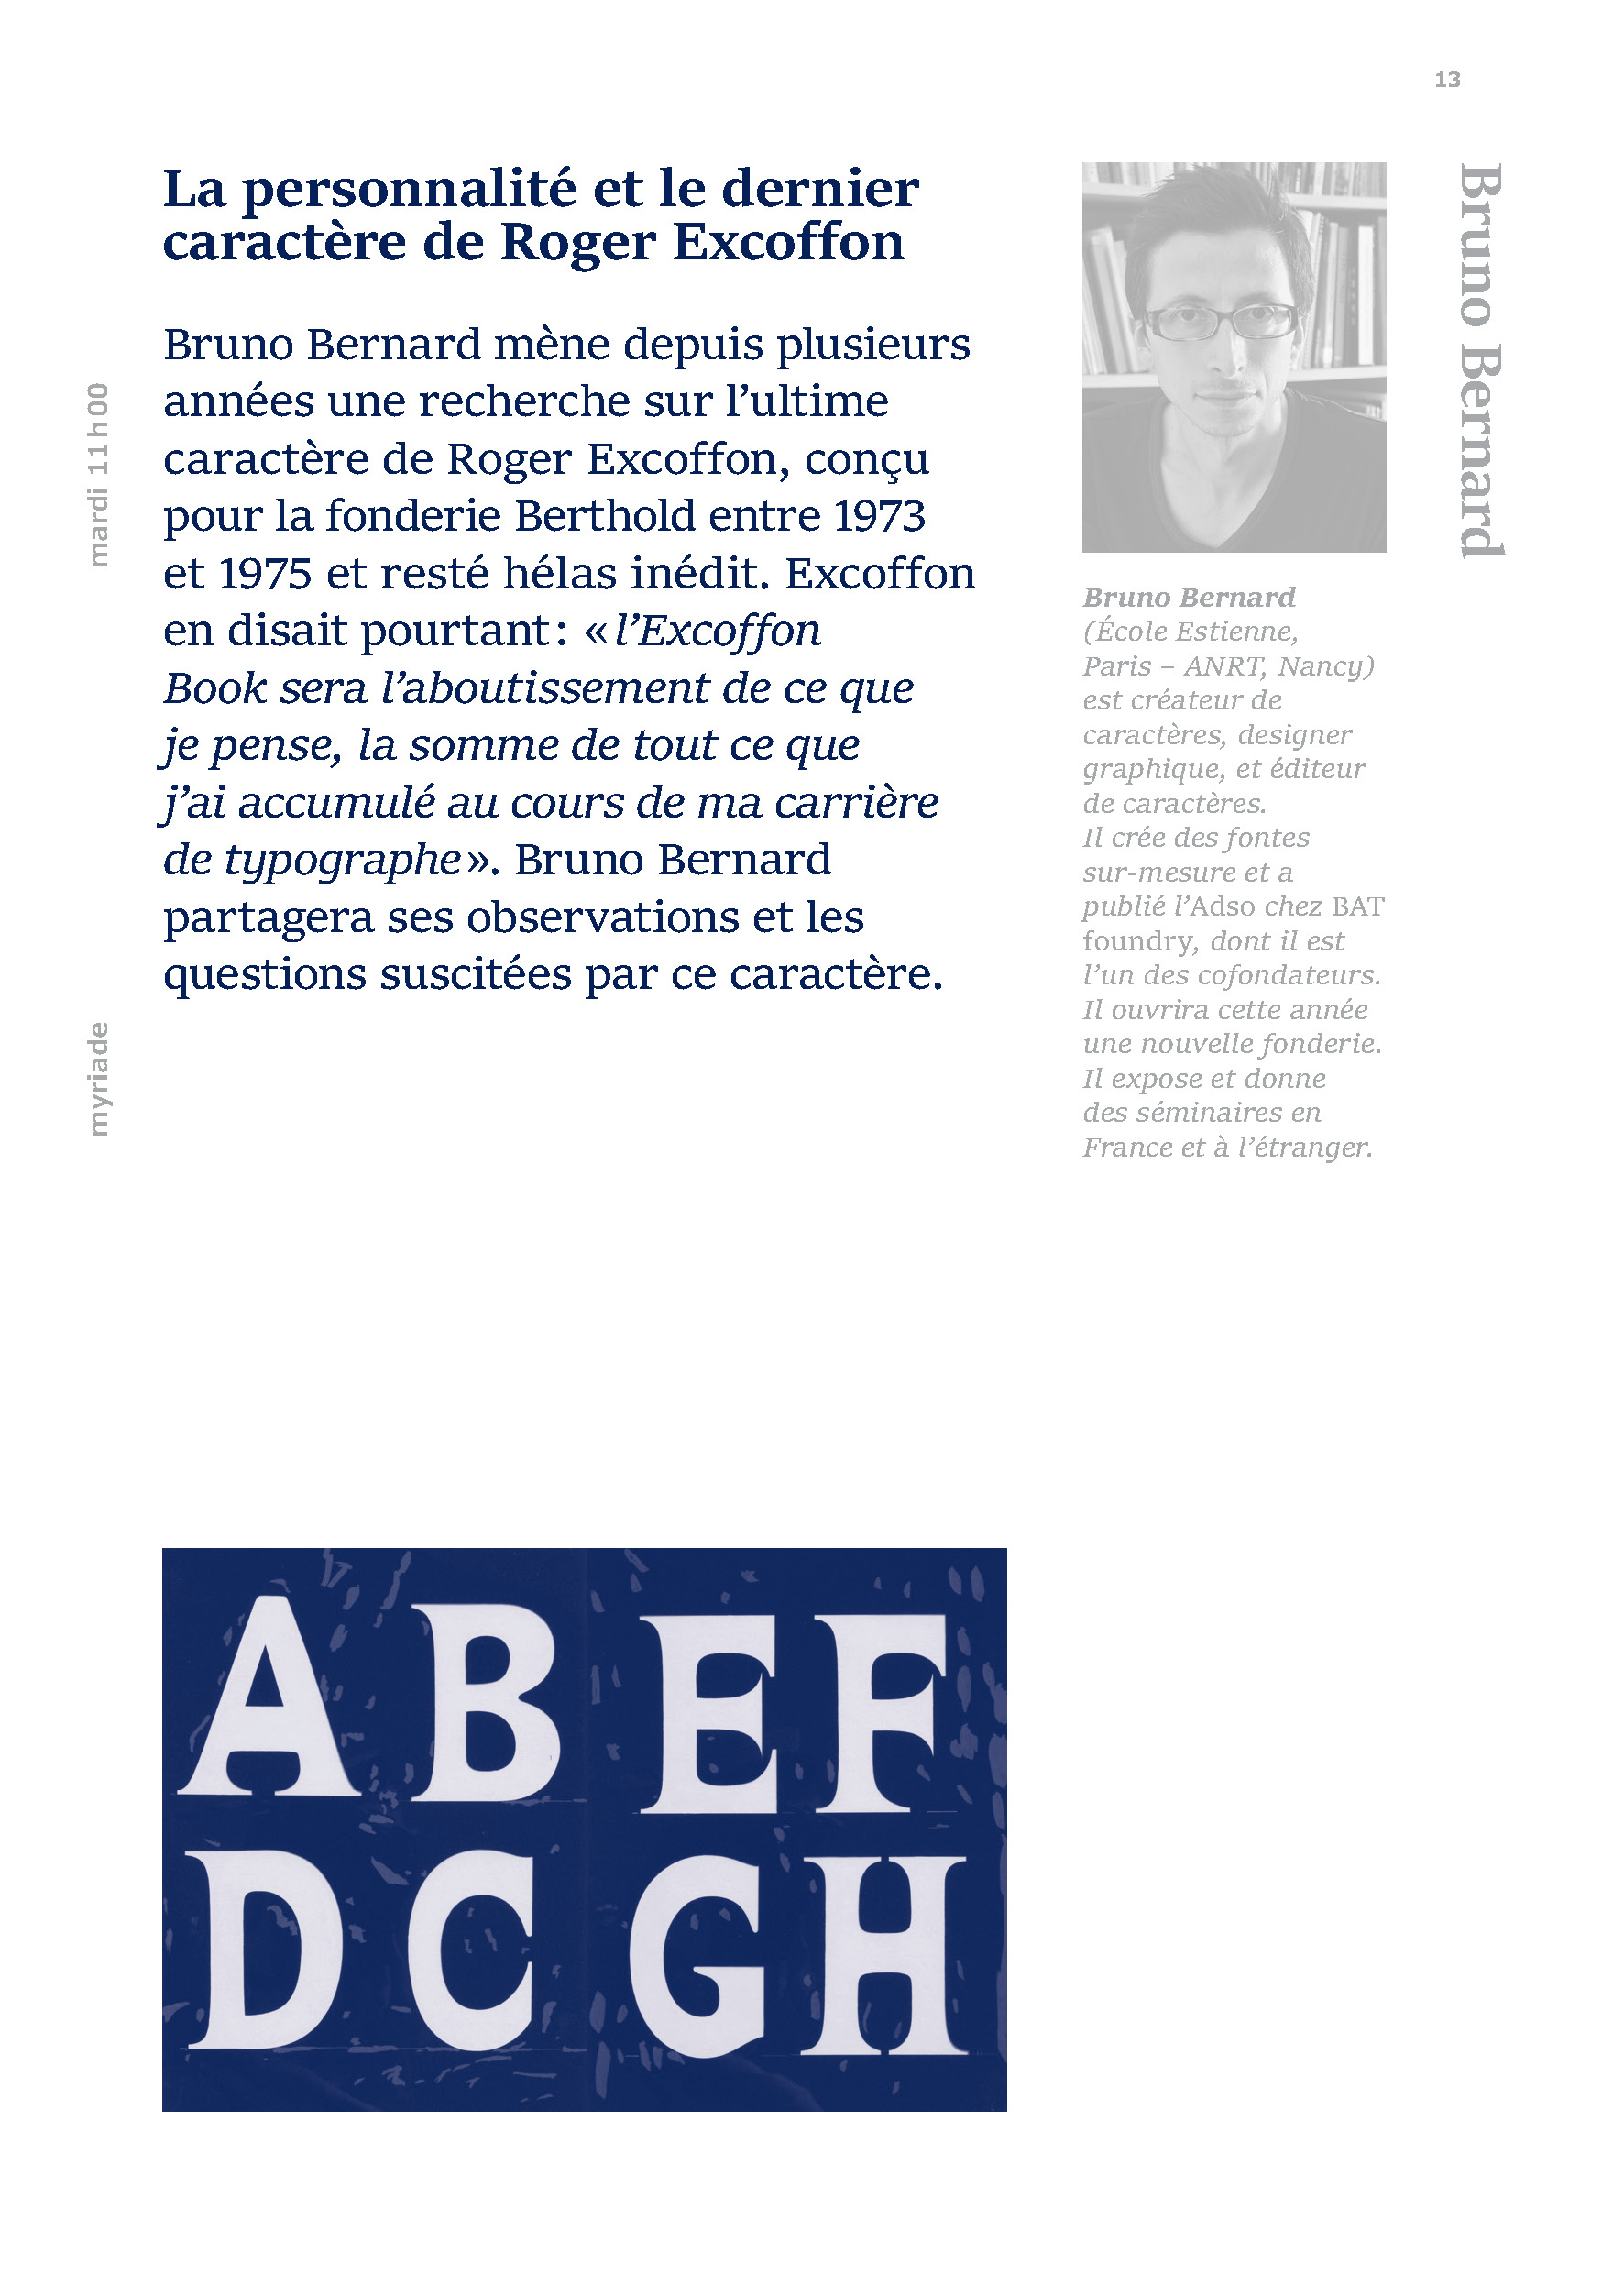 13
La personnalité et le dernier
caractère de Roger Excoffon
mardi 11 h 00
Bruno Bernard mène depuis plusieurs
années une recherche sur l’ultime
caractère de Roger Excoffon, conçu
pour la fonderie Berthold entre 1973
et 1975 et resté hélas inédit. Excoffon
en disait pourtant : « l’Excoffon
Book sera l’aboutissement de ce que
je pense, la somme de tout ce que
j’ai accumulé au cours de ma carrière
de typographe ». Bruno Bernard
partagera ses observations et les
questions suscitées par ce caractère.
myriade
Bruno Bernard
Bruno Bernard
(École Estienne,
Paris – ANRT, Nancy)
est créateur de
caractères, designer
graphique, et éditeur
de caractères.
Il crée des fontes
sur-mesure et a
publié l’Adso chez BAT
foundry, dont il est
l’un des cofondateurs.
Il ouvrira cette année
une nouvelle fonderie.
Il expose et donne
des séminaires en
France et à l’étranger.
A B E F
D C G H